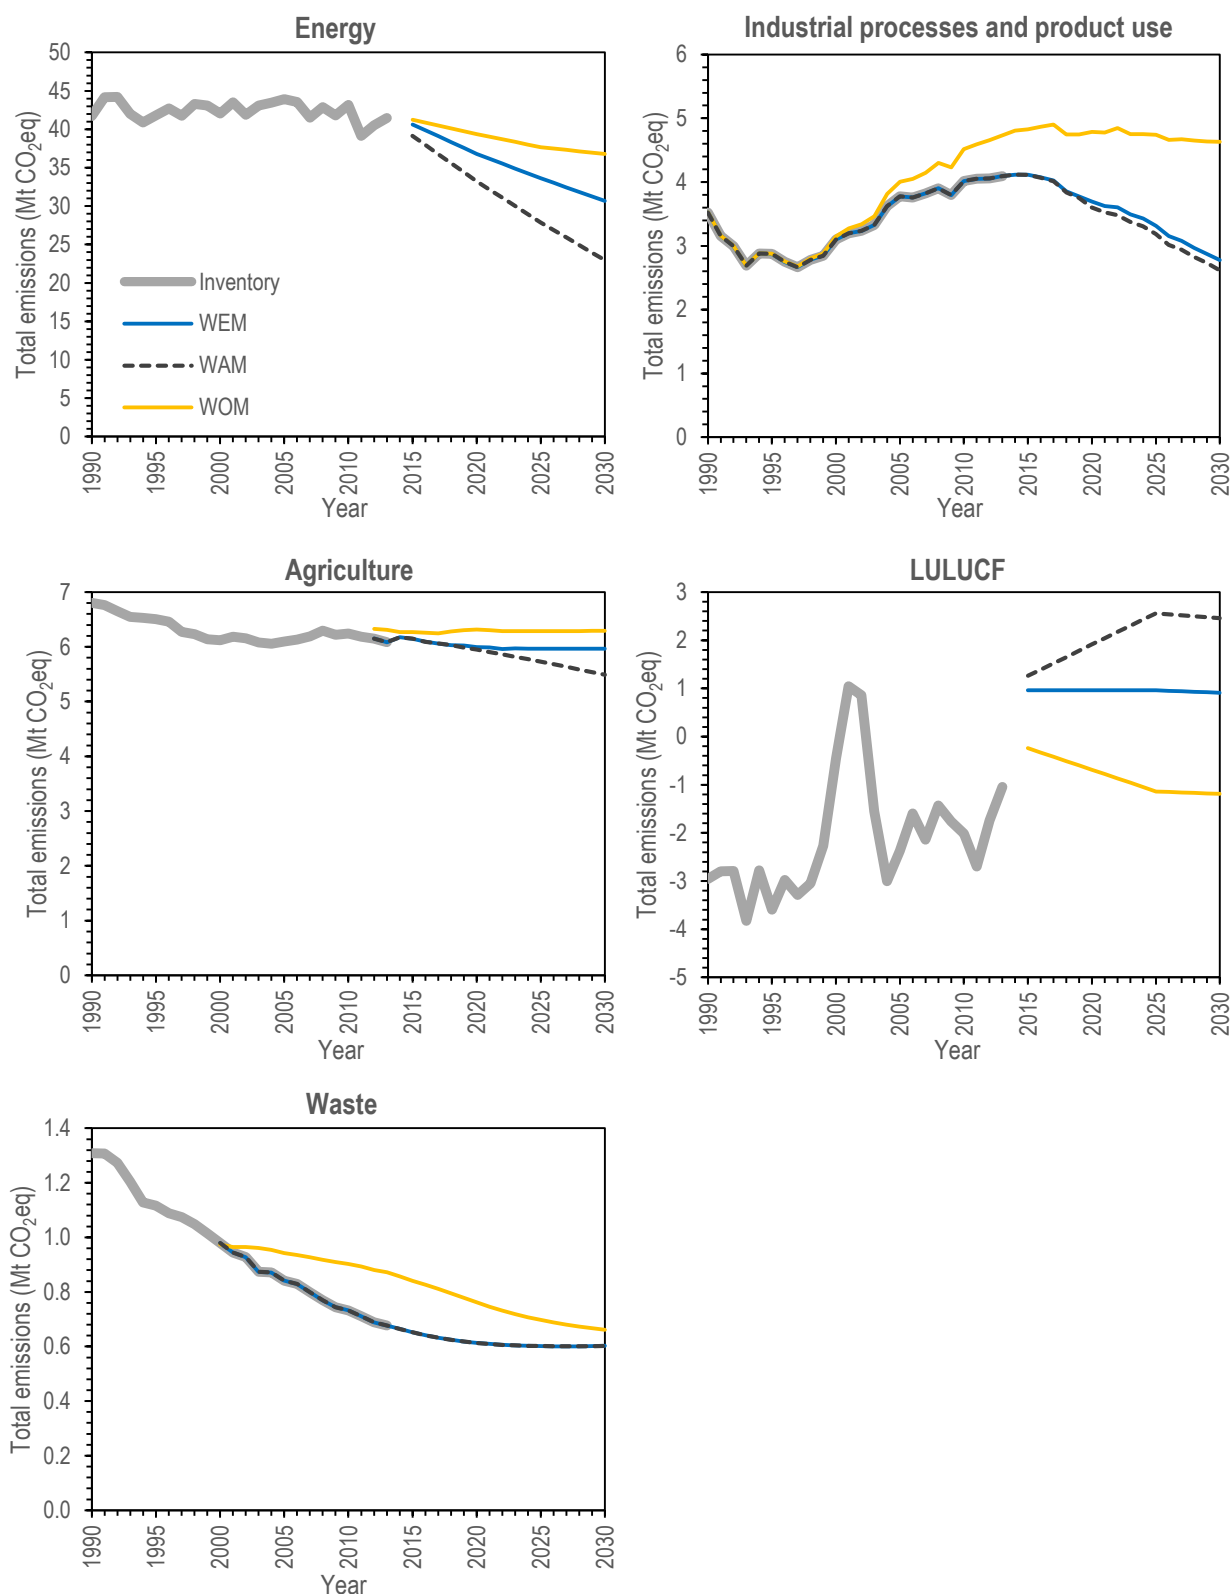 Energy
Total emissions (Mt CO₂eq)
50
45
40
35
30
25
20
15
10
5
0
Inventory
WEM
WAM
WOM
1990 1995 2000 2005 2010 2015 2020 2025 2030
Year
Industrial processes and product use
Total emissions (Mt CO₂eq)
6
5
4
3
2
1
0
1990 1995 2000 2005 2010 2015 2020 2025 2030
Year
Agriculture
Total emissions (Mt CO₂eq)
7
6
5
4
3
2
1
0
1990 1995 2000 2005 2010 2015 2020 2025 2030
Year
LULUCF
Total emissions (Mt CO₂eq)
3
2
1
0
-1
-2
-3
-4
-5
1990 1995 2000 2005 2010 2015 2020 2025 2030
Year
Waste
Total emissions (Mt CO₂eq)
1.4
1.2
1.0
0.8
0.6
0.4
0.2
0.0
1990 1995 2000 2005 2010 2015 2020 2025 2030
Year